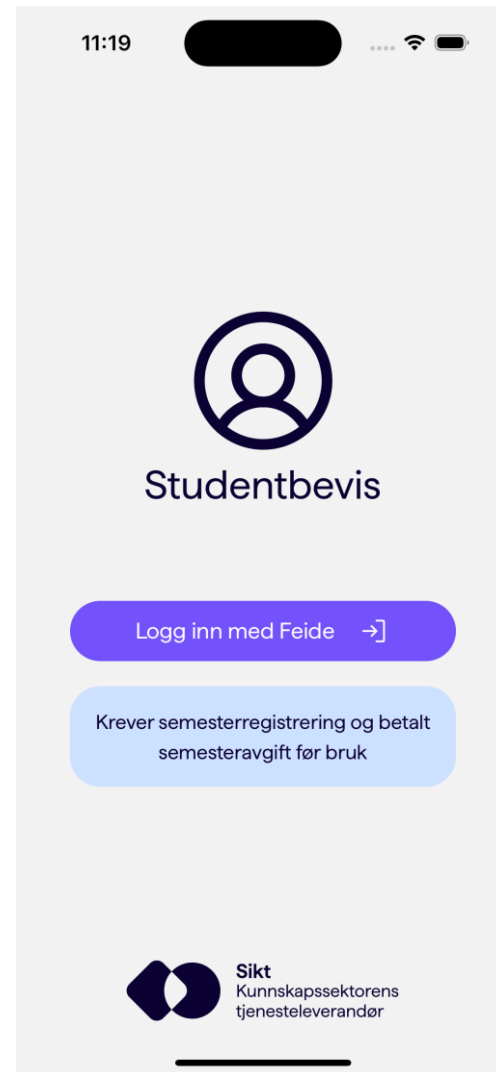 11:19
Studentbevis
Logg inn med Feide
Krever semesterregistrering og betalt
semesteravgift før bruk
Sikt
Kunnskapssektorens
tjenesteleverandør